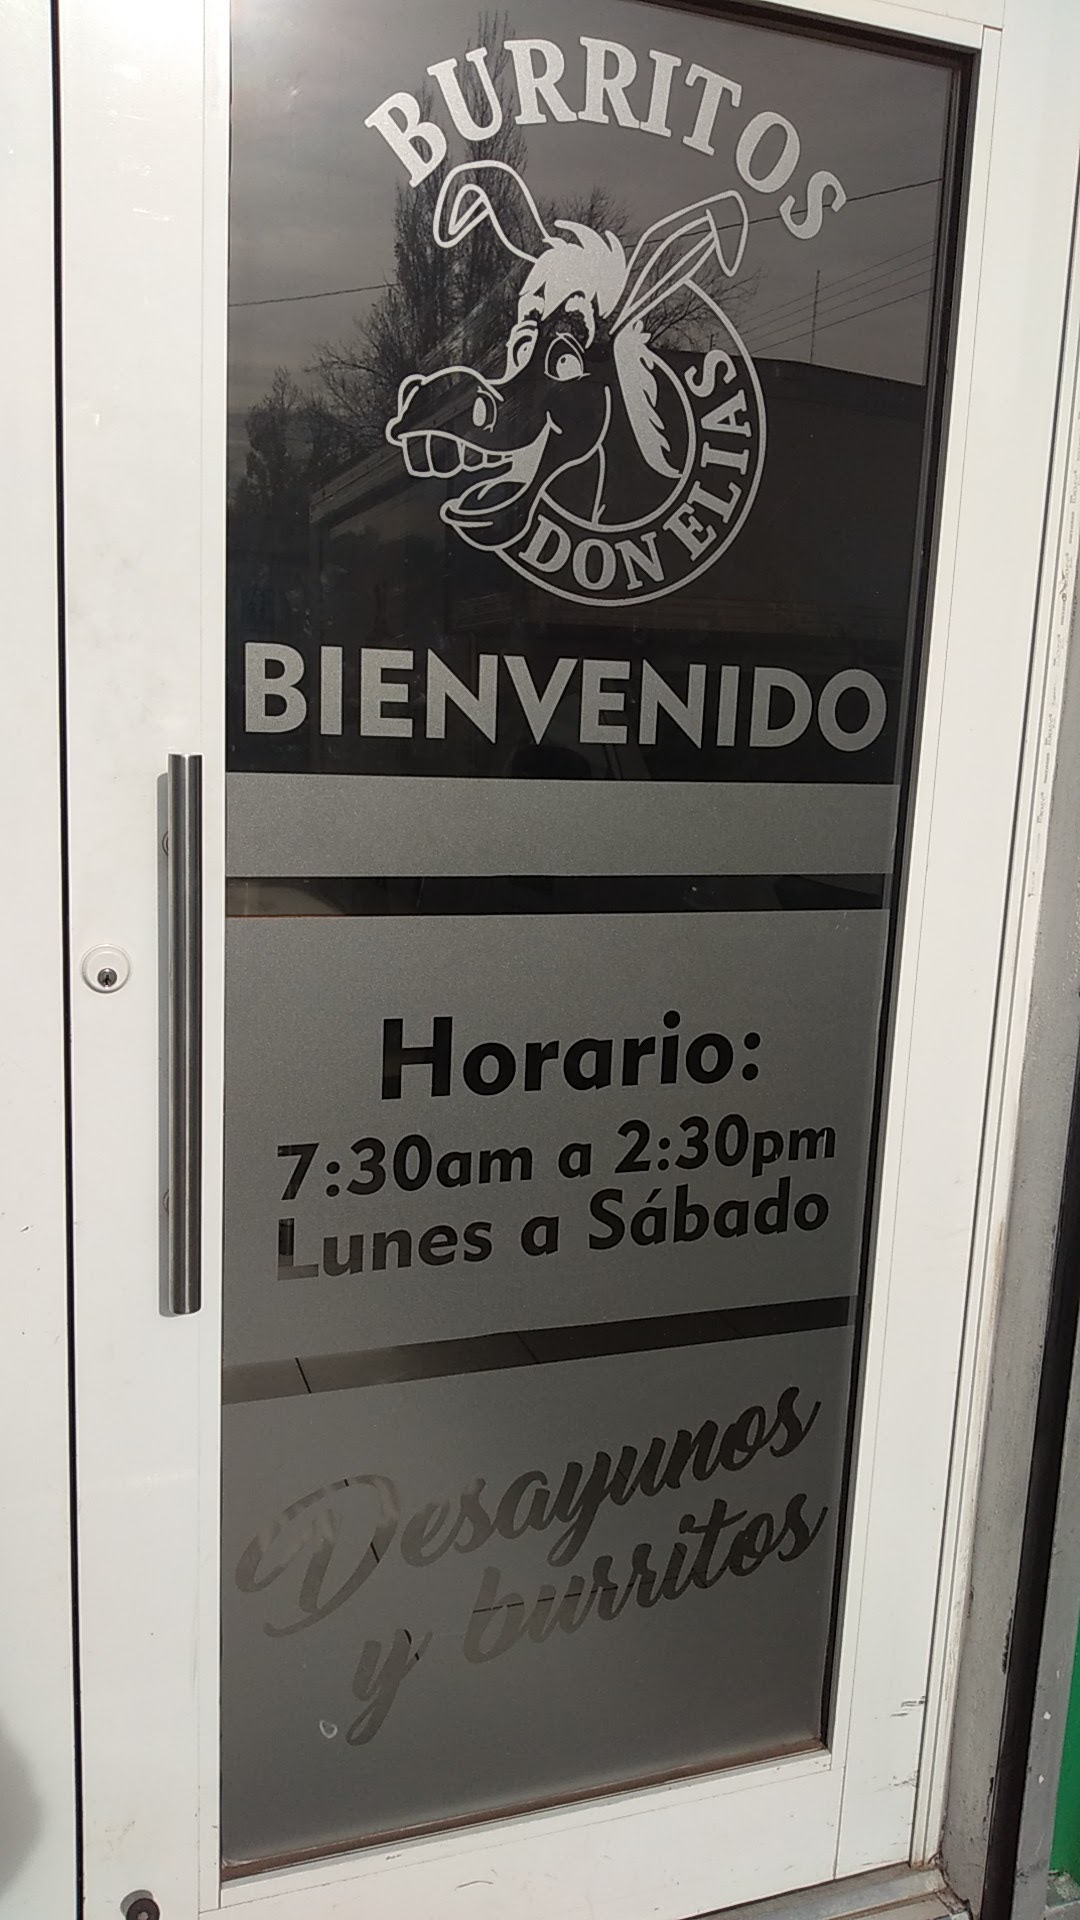 BURRITOS
DON ELIAS
BIENVENIDO
Horario:
7:30am a 2:30pm
Lunes a Sábado
Desayunos
y burritos